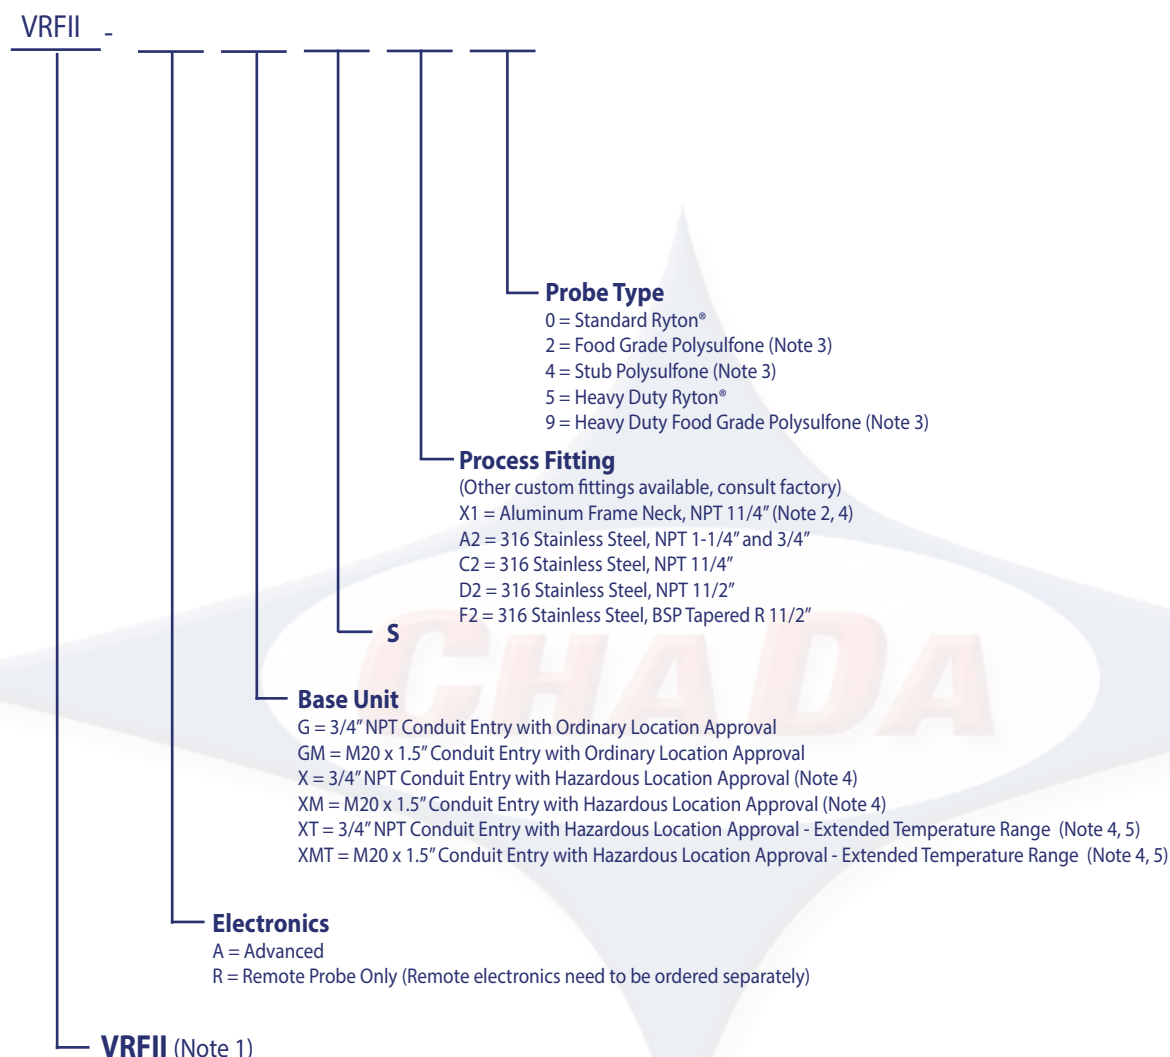 VRFII -
Probe Type
0 = Standard Ryton®
2 = Food Grade Polysulfone (Note 3)
4 = Stub Polysulfone (Note 3)
5 = Heavy Duty Ryton®
9 = Heavy Duty Food Grade Polysulfone (Note 3)
Process Fitting
(Other custom fittings available, consult factory)
X1 = Aluminum Frame Neck, NPT 11/4” (Note 2, 4)
A2 = 316 Stainless Steel, NPT 1-1/4” and 3/4”
C2 = 316 Stainless Steel, NPT 11/4”
D2 = 316 Stainless Steel, NPT 11/2”
F2 = 316 Stainless Steel, BSP Tapered R 11/2”
S
CHADA
Base Unit
G = 3/4” NPT Conduit Entry with Ordinary Location Approval
GM = M20 x 1.5” Conduit Entry with Ordinary Location Approval
X = 3/4” NPT Conduit Entry with Hazardous Location Approval (Note 4)
XM = M20 x 1.5” Conduit Entry with Hazardous Location Approval (Note 4)
XT = 3/4” NPT Conduit Entry with Hazardous Location Approval - Extended Temperature Range (Note 4, 5)
XMT = M20 x 1.5” Conduit Entry with Hazardous Location Approval - Extended Temperature Range (Note 4, 5)
Electronics
A = Advanced
R = Remote Probe Only (Remote electronics need to be ordered separately)
VRFII (Note 1)